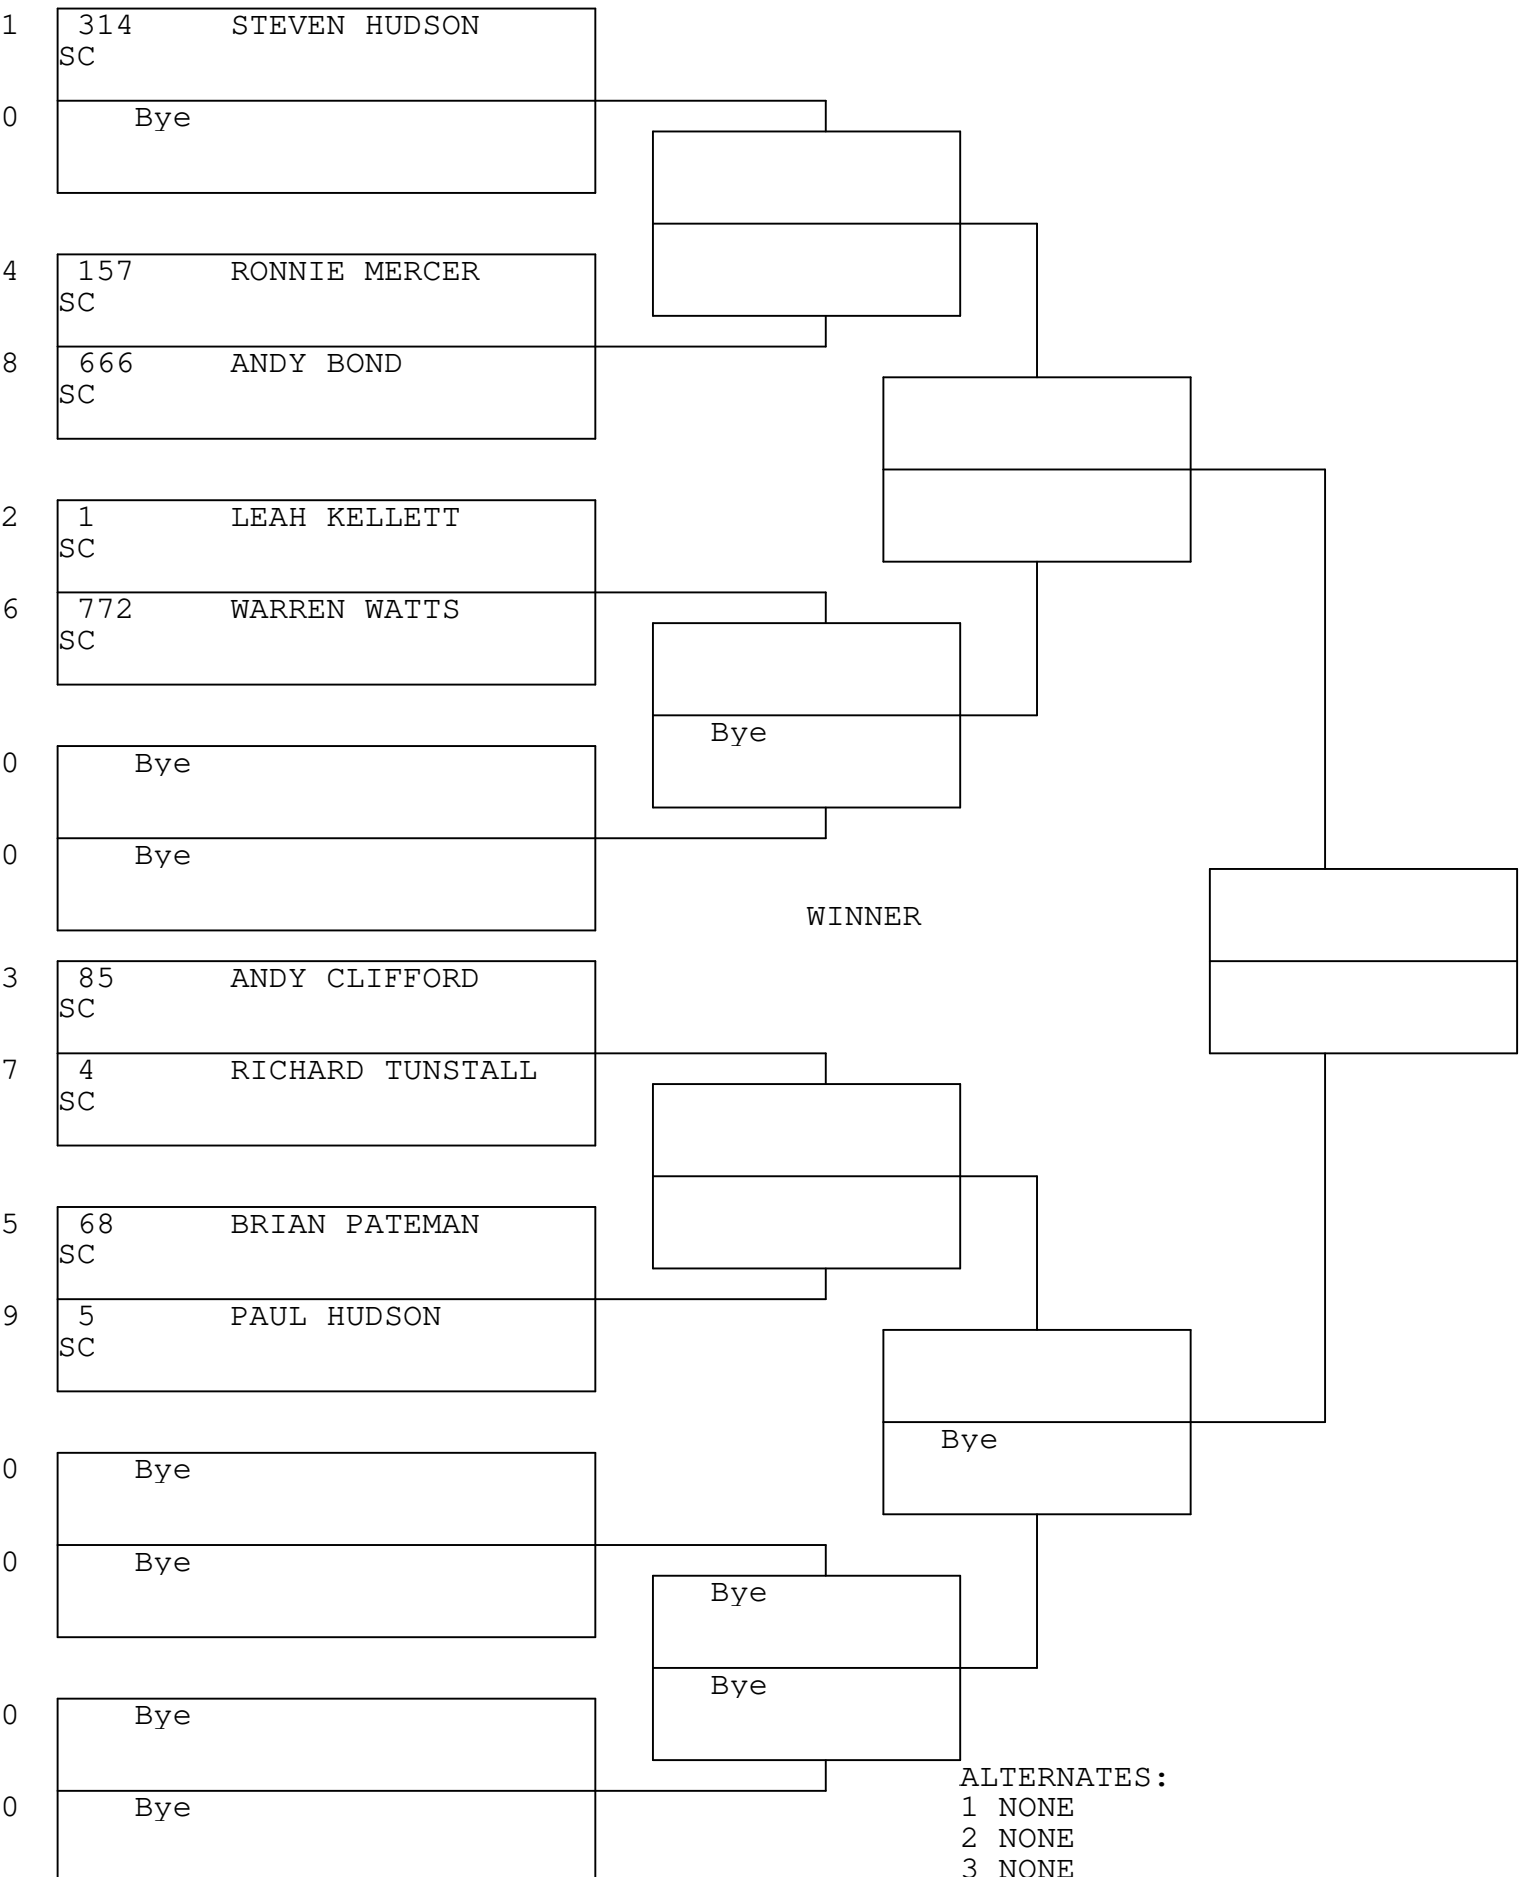 1 314 STEVEN HUDSON
SC
0 Bye
4 157 RONNIE MERCER
SC
8 666 ANDY BOND
SC
2 1 LEAH KELLETT
SC
6 772 WARREN WATTS
SC
Bye
0 Bye
0 Bye
WINNER
3 85 ANDY CLIFFORD
SC
7 4 RICHARD TUNSTALL
SC
5 68 BRIAN PATEMAN
SC
9 5 PAUL HUDSON
SC
Bye
0 Bye
0 Bye
Bye
Bye
0 Bye
ALTERNATES:
0 Bye
1 NONE
2 NONE
3 NONE